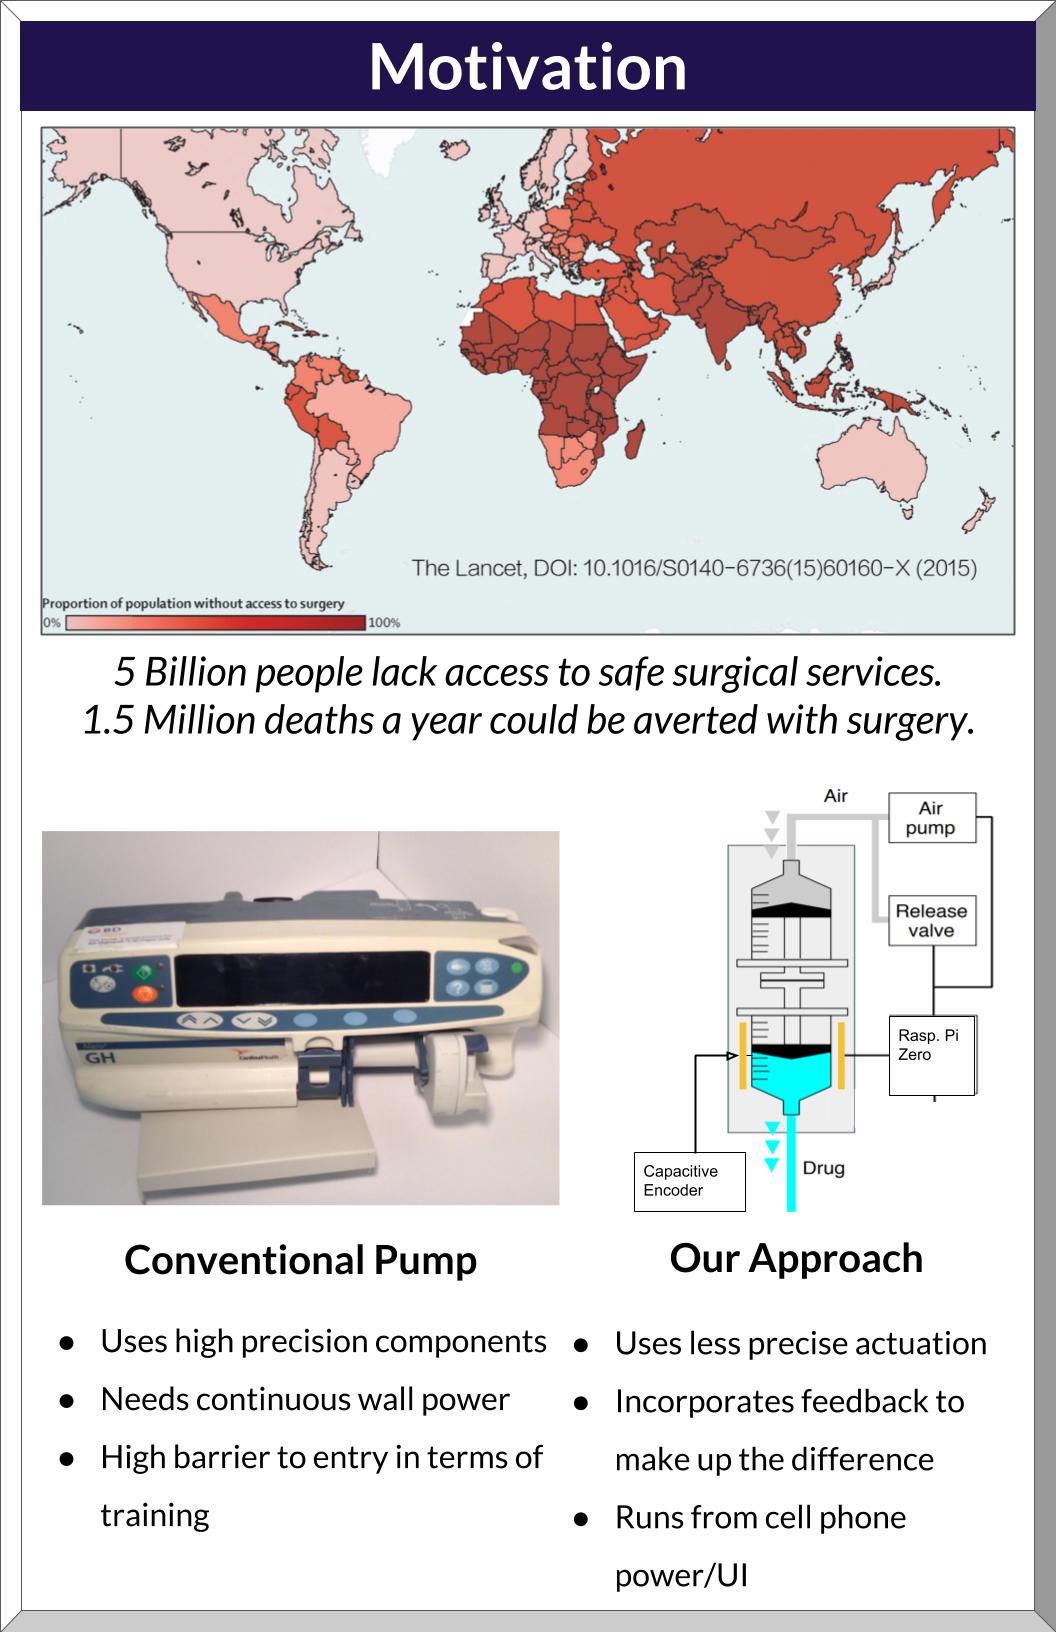 Motivation
The Lancet, DOI: 10.1016/S0140-6736(15)60160-X (2015)
Proportion of population without access to surgery
0% 100%
5 Billion people lack access to safe surgical services.
1.5 Million deaths a year could be averted with surgery.
Air
Air
pump
Release
valve
Rasp. Pi
Zero
Capacitive
Encoder
Drug
BD
GH
Conventional Pump
Uses high precision components
Needs continuous wall power
High barrier to entry in terms of
training
Our Approach
Uses less precise actuation
Incorporates feedback to
make up the difference
Runs from cell phone
power/UI